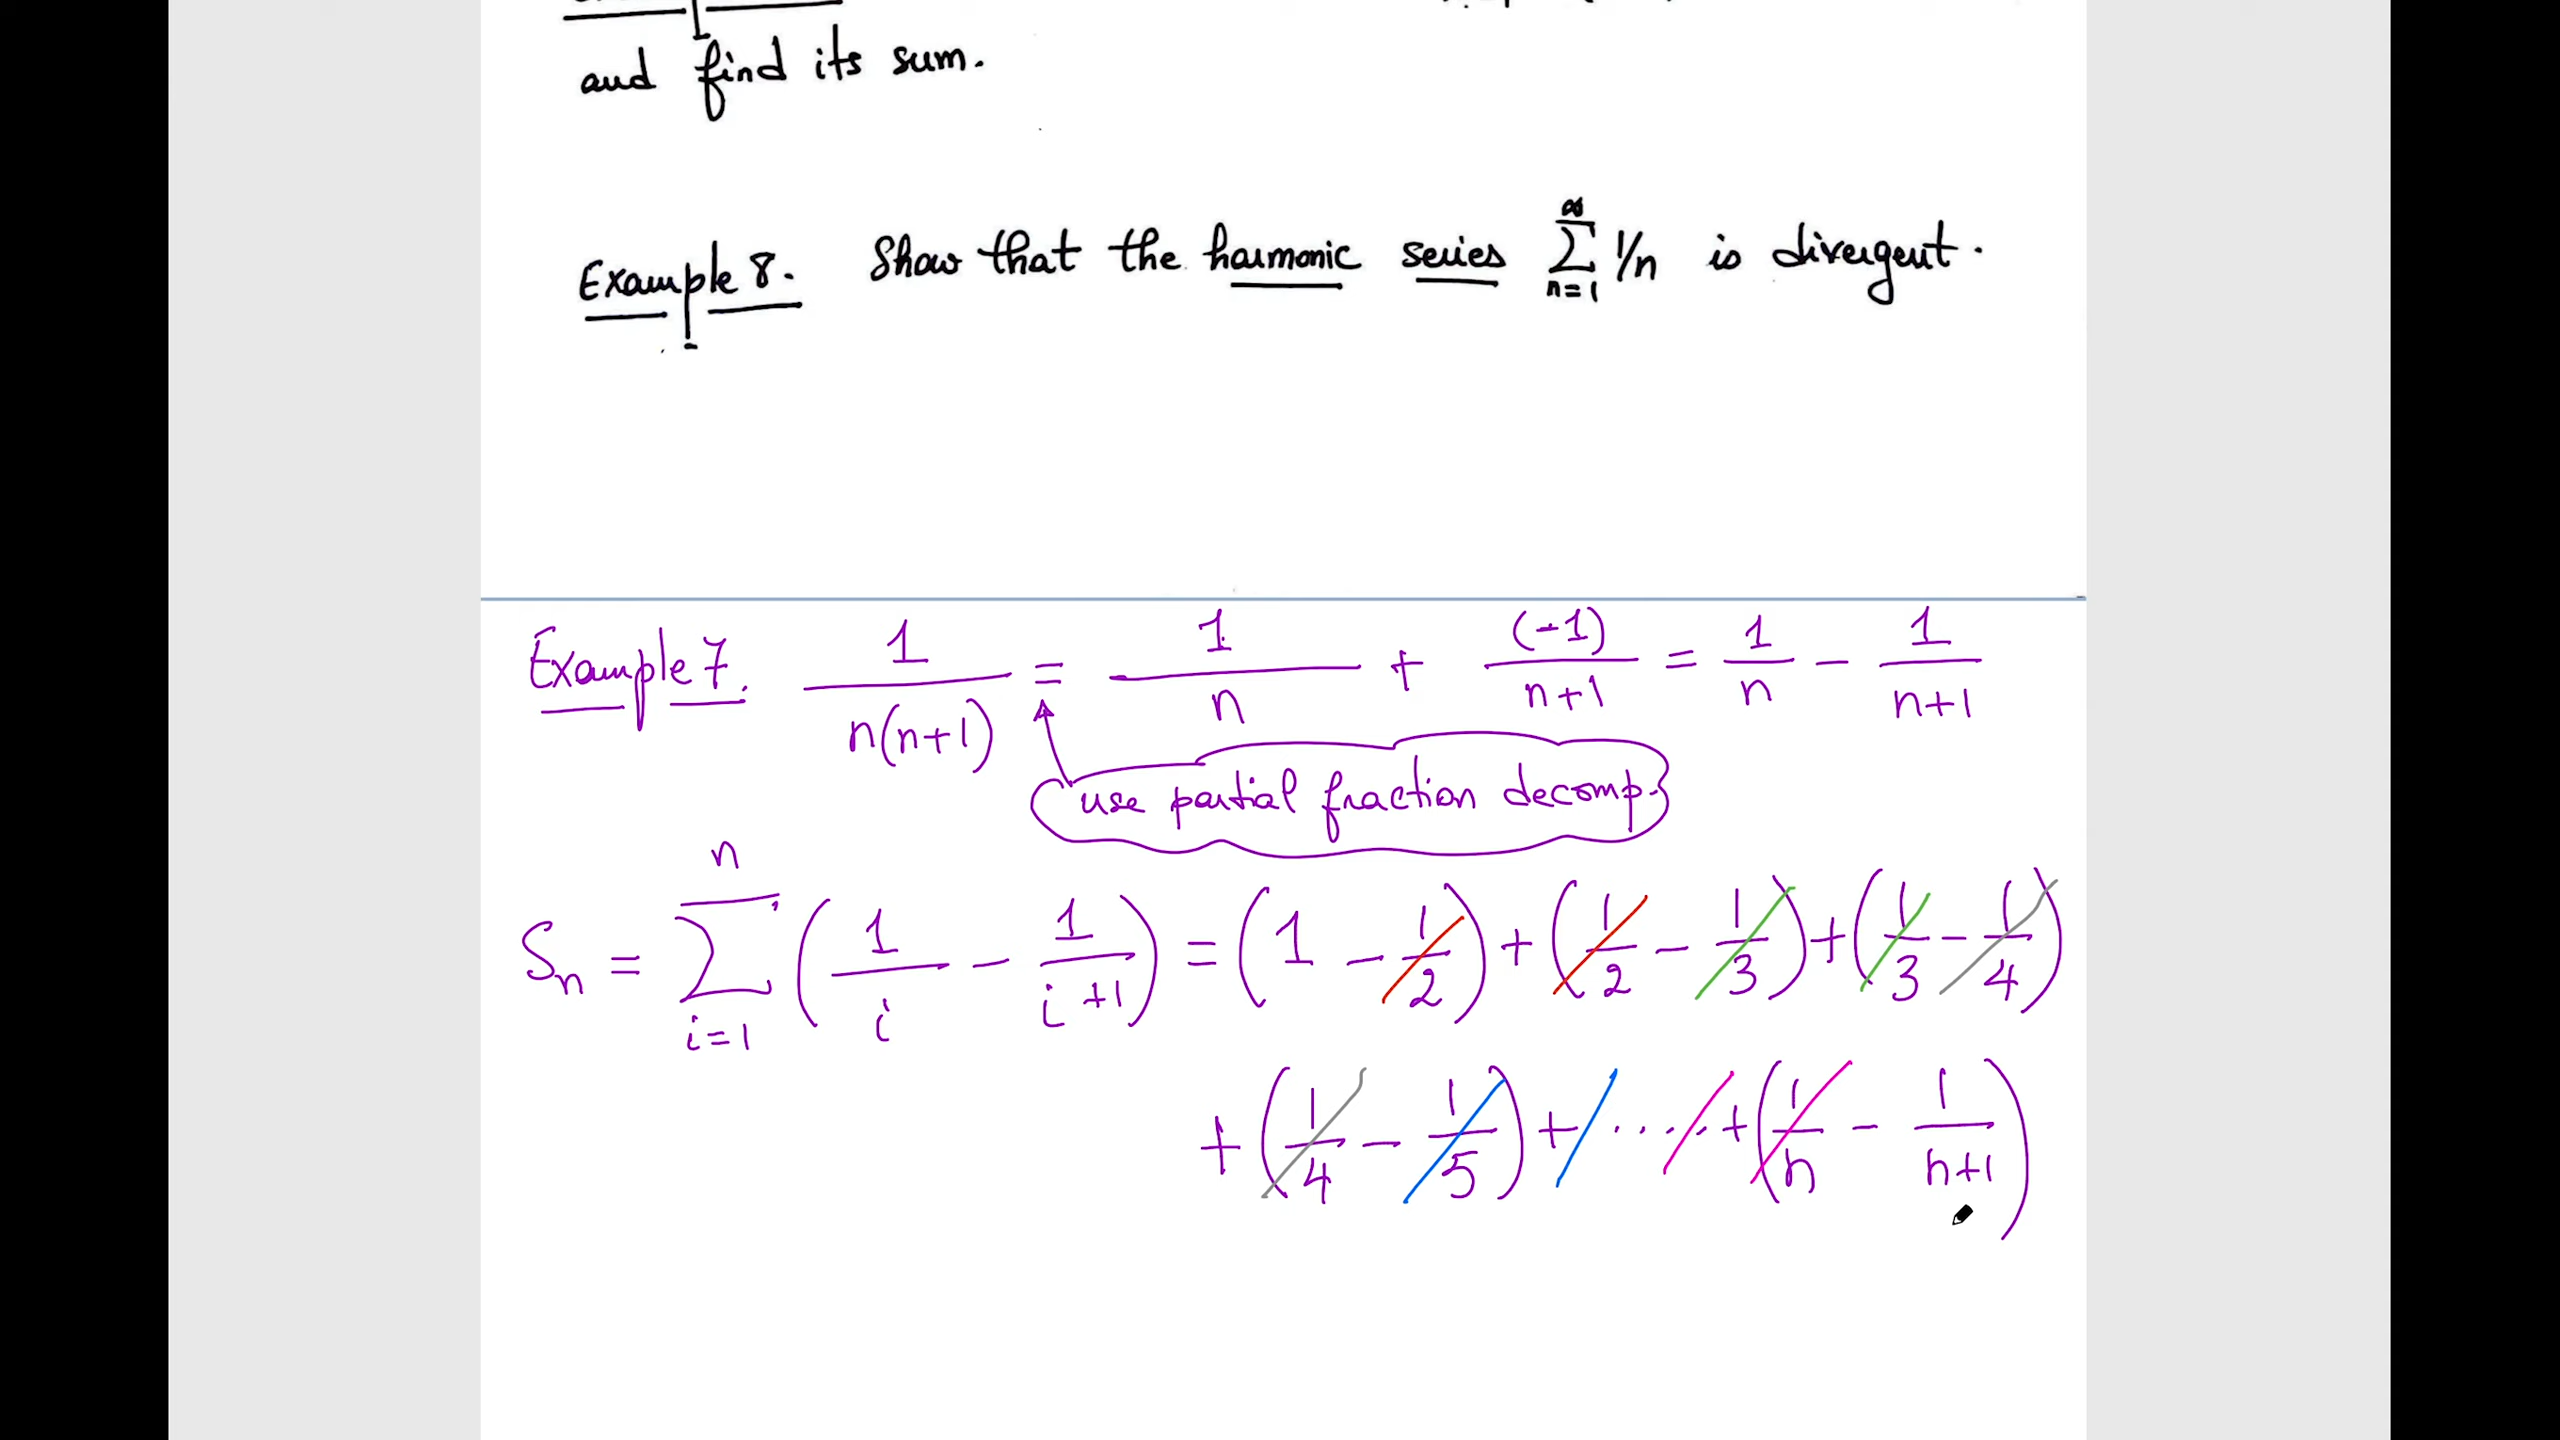 and find its sum.
Example 8. Show that the harmonic series ∞ Σ n=1 1/n is divergent.
Example 7. 1/n(n+1) = 1/n + (-1)/n+1 = 1/n - 1/n+1
use partial fraction decomp.
Sn = n Σ i=1 (1/i - 1/i+1) = (1 - 1/2) + (1/2 - 1/3) + (1/3 - 1/4)
+ (1/4 - 1/5) + ..... + (1/n - 1/n+1)